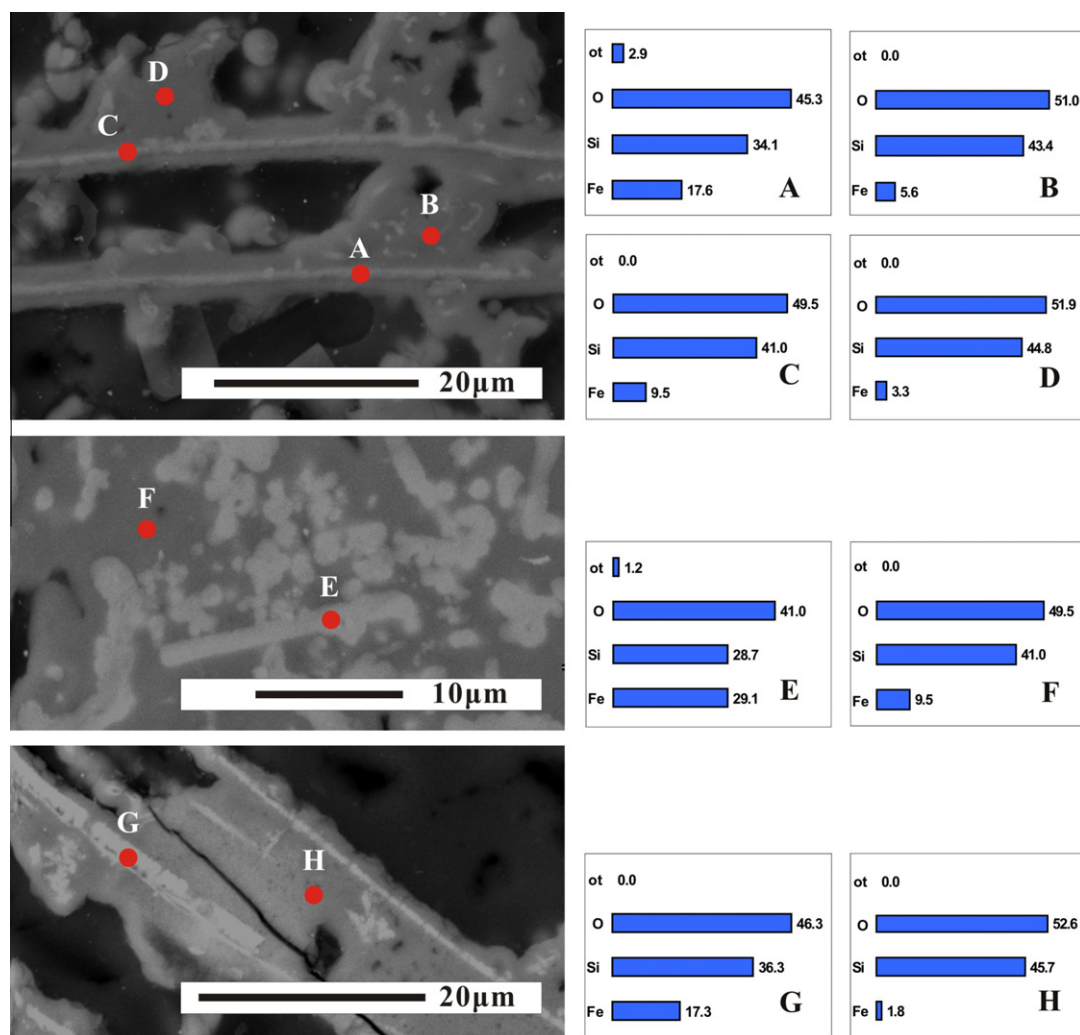 D
C
B
A
20μm
ot 2.9
O 45.3
Si 34.1
Fe 17.6
A
ot 0.0
O 51.0
Si 43.4
Fe 5.6
B
ot 0.0
O 49.5
Si 41.0
Fe 9.5
C
ot 0.0
O 51.9
Si 44.8
Fe 3.3
D
F
E
10μm
ot 1.2
O 41.0
Si 28.7
Fe 29.1
E
ot 0.0
O 49.5
Si 41.0
Fe 9.5
F
G
H
20μm
ot 0.0
O 46.3
Si 36.3
Fe 17.3
G
ot 0.0
O 52.6
Si 45.7
Fe 1.8
H